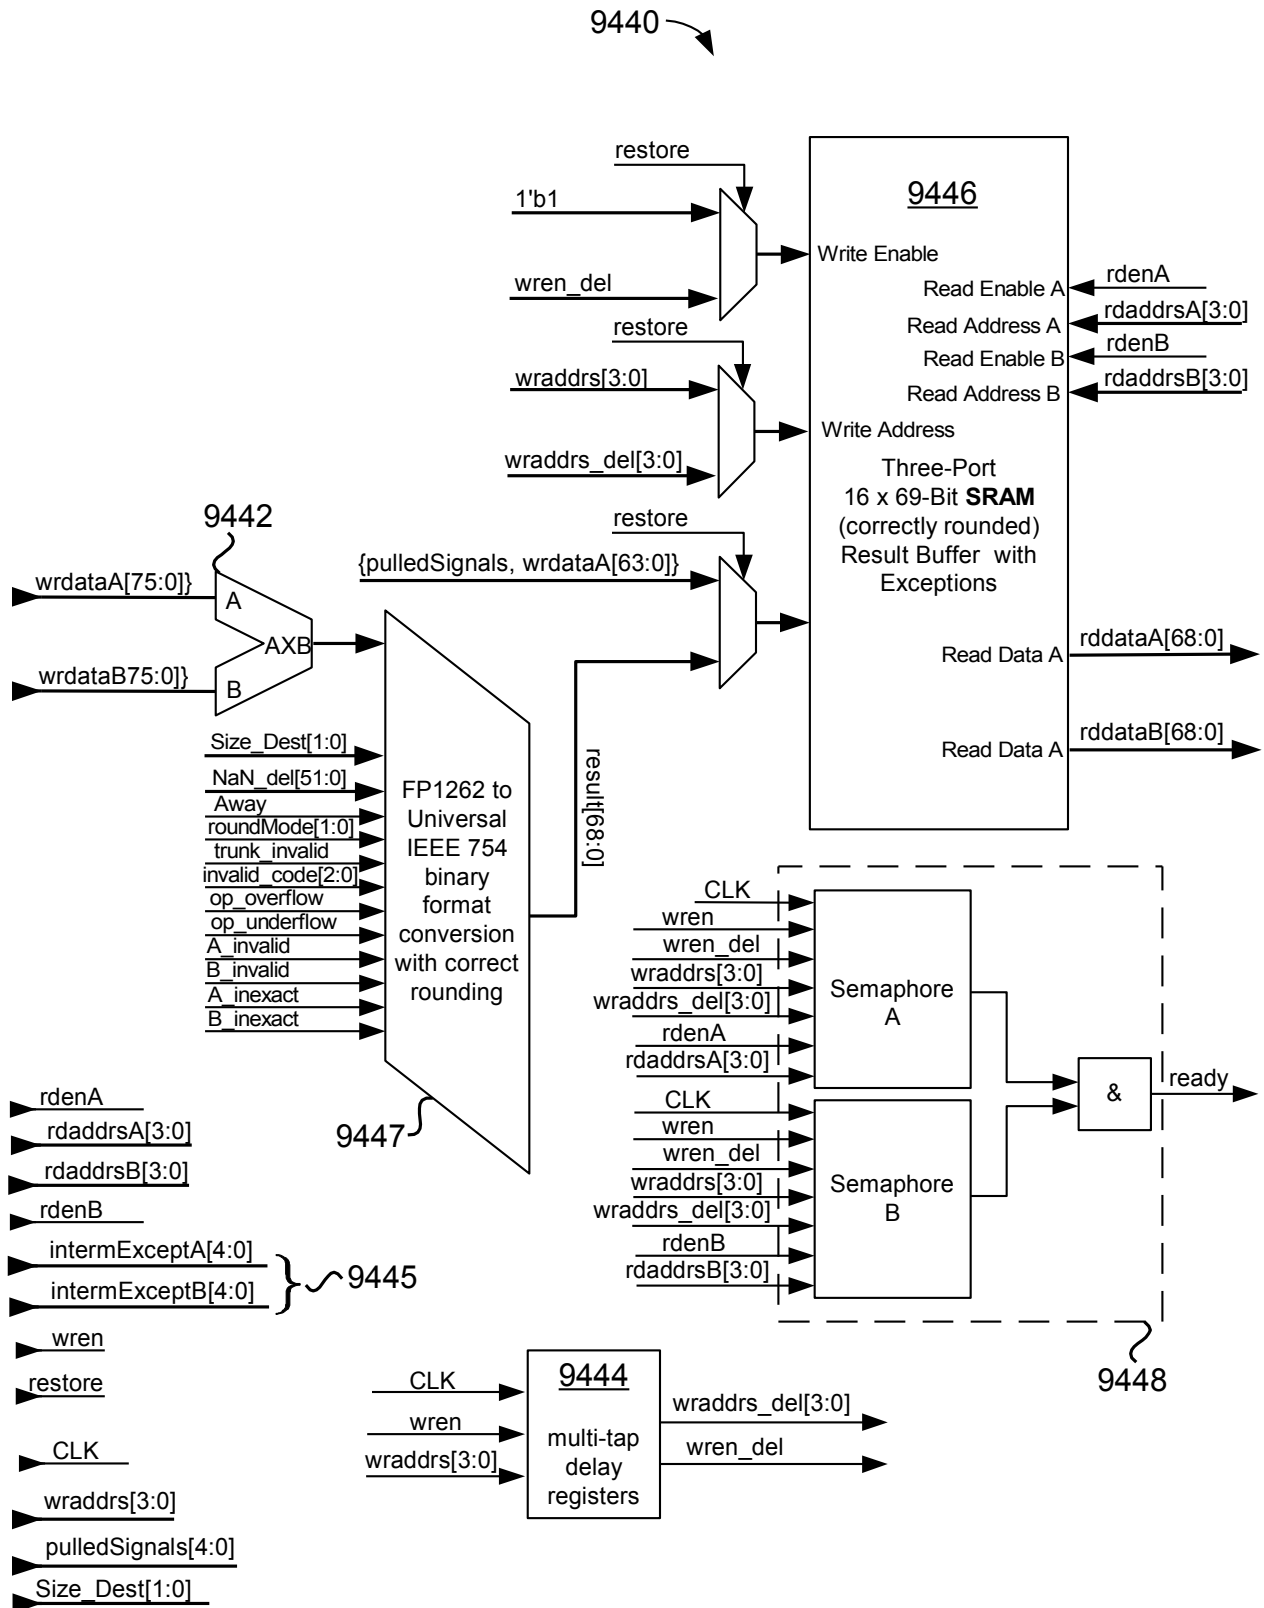 9440
restore
1'b1
wren_del
restore
wraddrs[3:0]
wraddrs_del[3:0]
restore
{pulledSignals, wrdataA[63:0]}
9446
Write Enable
Read Enable A
Read Address A
Read Enable B
Read Address B
Write Address
Three-Port
16 x 69-Bit SRAM
(correctly rounded)
Result Buffer with
Exceptions
Read Data A
Read Data A
rdenA
rdaddrsA[3:0]
rdenB
rdaddrsB[3:0]
rddataA[68:0]
rddataB[68:0]
9442
wrdataA[75:0]}
wrdataB75:0]}
A
AXB
B
Size_Dest[1:0]
NaN_del[51:0]
Away
roundMode[1:0]
trunk_invalid
invalid_code[2:0]
op_overflow
op_underflow
A_invalid
B_invalid
A_inexact
B_inexact
FP1262 to
Universal
IEEE 754
binary
format
conversion
with correct
rounding
9447
result[68:0]
CLK
wren
wren_del
wraddrs[3:0]
wraddrs_del[3:0]
rdenA
rdaddrsA[3:0]
Semaphore
A
CLK
wren
wren_del
wraddrs[3:0]
wraddrs_del[3:0]
rdenB
rdaddrsB[3:0]
Semaphore
B
&
ready
9448
rdenA
rdaddrsA[3:0]
rdaddrsB[3:0]
rdenB
intermExceptA[4:0]
intermExceptB[4:0]
9445
wren
restore
CLK
wraddrs[3:0]
pulledSignals[4:0]
Size_Dest[1:0]
CLK
wren
wraddrs[3:0]
9444
multi-tap
delay
registers
wraddrs_del[3:0]
wren_del